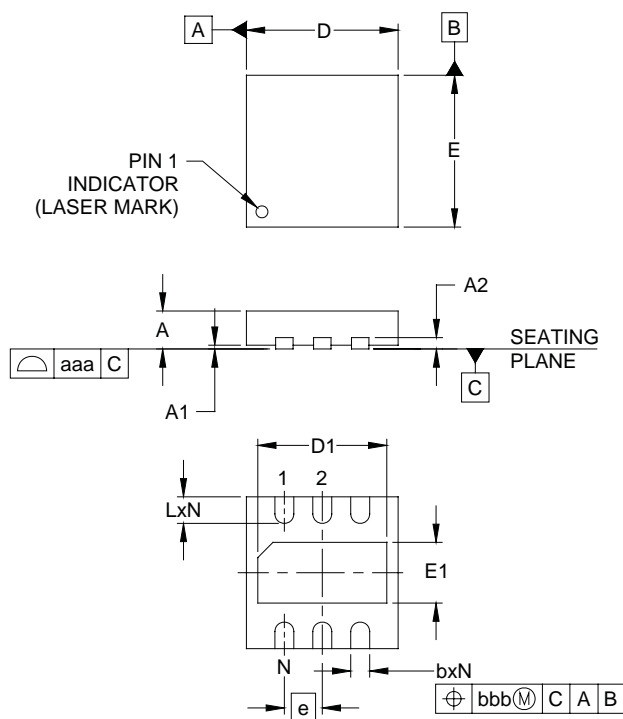 A
D
B
E
PIN 1
INDICATOR
(LASER MARK)
A2
A
SEATING
PLANE
aaa C
C
A1
D1
1 2
LxN
E1
N
bxN
e
bbb Ⓜ C A B